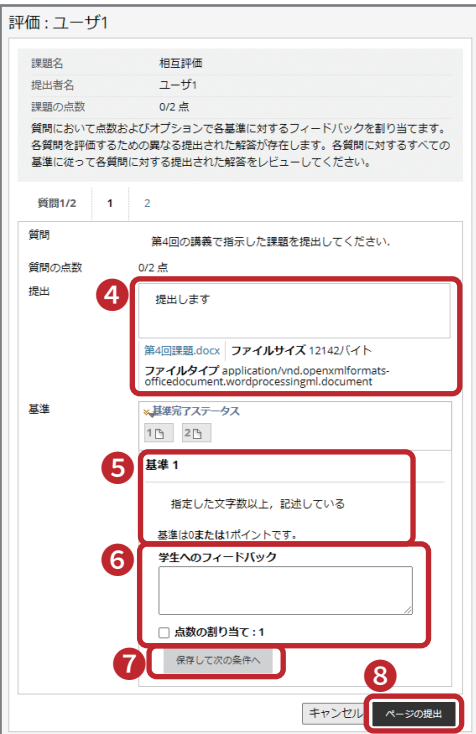 評価 : ユーザ1
課題名 相互評価
提出者名 ユーザ1
課題の点数 0/2 点
質問において点数およびオプションで各基準に対するフィードバックを割り当てます。
各質問を評価するための異なる提出された解答が存在します。各質問に対するすべての
基準に従って各質問に対する提出された解答をレビューしてください。
質問1/2 1 2
質問 第4回の講義で指示した課題を提出してください.
質問の点数 0/2 点
提出
4
提出します
第4回課題.docx ファイルサイズ 12142バイト
ファイルタイプ application/vnd.openxmlformats-
officedocument.wordprocessingml.document
基準 基準完了ステータス
1 2
5
基準 1
指定した文字数以上，記述している
基準は0または1ポイントです。
6
学生へのフィードバック
点数の割り当て : 1
7
保存して次の条件へ
8
キャンセル ページの提出